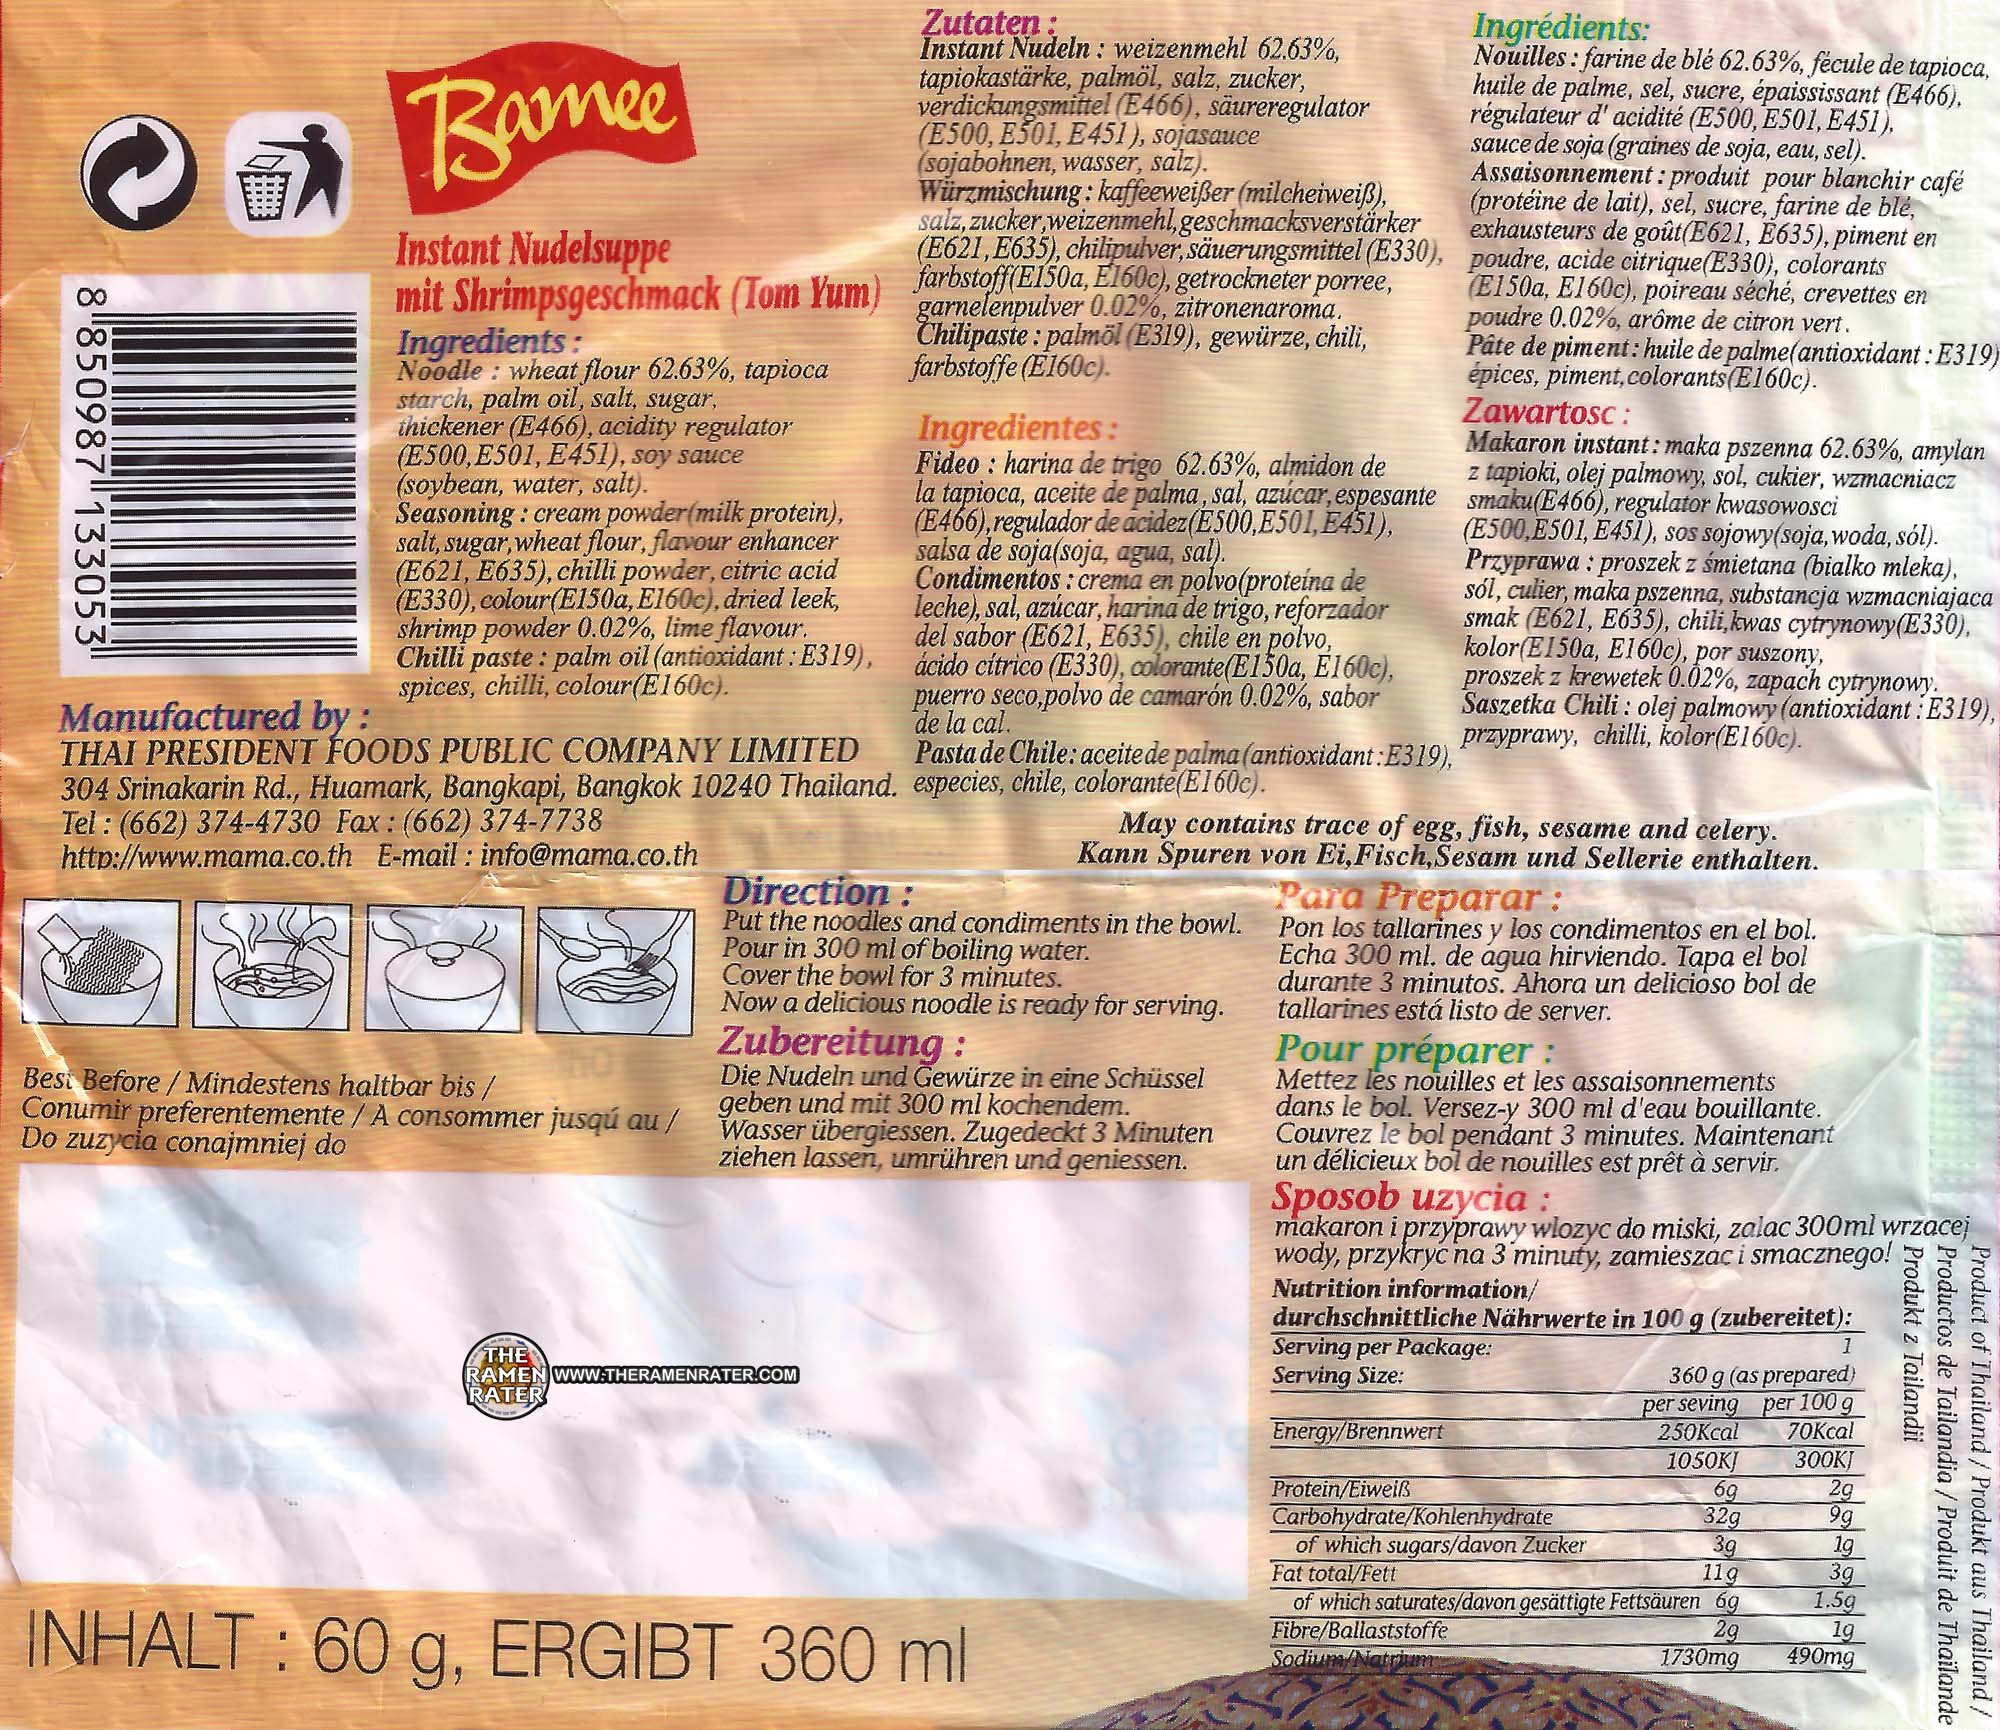 Bamee
Instant Nudelsuppe
mit Shrimpsgeschmack (Tom Yum)
8 850987 133053
Ingredients :
Noodle : wheat flour 62.63%, tapioca
starch, palm oil, salt, sugar,
thickener (E466), acidity regulator
(E500,E501, E451), soy sauce
(soybean, water, salt).
Seasoning : cream powder(milk protein),
salt,sugar,wheat flour, flavour enhancer
(E621, E635),chilli powder, citric acid
(E330),colour(E150a,E160c),dried leek,
shrimp powder 0.02%, lime flavour.
Chilli paste : palm oil (antioxidant : E319),
spices, chilli, colour(E160c).
Manufactured by :
THAI PRESIDENT FOODS PUBLIC COMPANY LIMITED
304 Srinakarin Rd., Huamark, Bangkapi, Bangkok 10240 Thailand.
Tel : (662) 374-4730 Fax : (662) 374-7738
http://www.mama.co.th E-mail : info@mama.co.th
Zutaten :
Instant Nudeln : weizenmehl 62.63%,
tapiokastärke, palmöl, salz, zucker,
verdickungsmittel (E466), säureregulator
(E500, E501, E451), sojasauce
(sojabohnen, wasser, salz).
Würzmischung : kaffeeweißer (milcheiweiß),
salz,zucker,weizenmehl,geschmacksverstärker
(E621,E635), chilipulver,säuerungsmittel (E330),
farbstoff(E150a, E160c), getrockneter porree,
garnelenpulver 0.02%, zitronenaroma.
Chilipaste : palmöl (E319), gewürze, chili,
farbstoffe (E160c).
Ingredientes :
Fideo : harina de trigo 62.63%, almidon de
la tapioca, aceite de palma, sal, azúcar,espesante
(E466),regulador de acidez(E500,E501,E451),
salsa de soja(soja, agua, sal).
Condimentos : crema en polvo(proteína de
leche), sal, azúcar, harina de trigo, reforzador
del sabor (E621, E635), chile en polvo,
ácido cítrico (E330), colorante(E150a, E160c),
puerro seco,polvo de camarón 0.02%, sabor
de la cal.
Pasta de Chile: aceite de palma (antioxidant :E319),
especies, chile, colorante(E160c).
Ingrédients:
Nouilles : farine de blé 62.63%, fécule de tapioca,
huile de palme, sel, sucre, épaississant (E466),
régulateur d' acidité (E500, E501, E451),
sauce de soja (graines de soja, eau, sel).
Assaisonnement : produit pour blanchir café
(protéine de lait), sel, sucre, farine de blé,
exhausteurs de goût(E621, E635), piment en
poudre, acide citrique(E330), colorants
(E150a, E160c), poireau séché, crevettes en
poudre 0.02%, arôme de citron vert.
Pâte de piment : huile de palme(antioxidant : E319)
épices, piment,colorants(E160c).
Zawartosc :
Makaron instant : maka pszenna 62.63%, amylan
z tapioki, olej palmowy, sol, cukier, wzmacniacz
smaku(E466), regulator kwasowosci
(E500,E501, E451), sos sojowy(soja, woda, sól).
Przyprawa : proszek z śmietana (bialko mleka),
sól, culier, maka pszenna, substancja wzmacniajaca
smak (E621, E635), chili,kwas cytrynowy(E330),
kolor(E150a, E160c), por suszony,
proszek z krewetek 0.02%, zapach cytrynowy.
Saszetka Chili : olej palmowy (antioxidant : E319),
przyprawy, chilli, kolor(E160c).
May contains trace of egg, fish, sesame and celery.
Kann Spuren von Ei,Fisch,Sesam und Sellerie enthalten.
Direction :
Put the noodles and condiments in the bowl.
Pour in 300 ml of boiling water.
Cover the bowl for 3 minutes.
Now a delicious noodle is ready for serving.
Zubereitung :
Die Nudeln und Gewürze in eine Schüssel
geben und mit 300 ml kochendem.
Wasser übergiessen. Zugedeckt 3 Minuten
ziehen lassen, umrühren und geniessen.
Para Preparar :
Pon los tallarines y los condimentos en el bol.
Echa 300 ml. de agua hirviendo. Tapa el bol
durante 3 minutos. Ahora un delicioso bol de
tallarines está listo de server.
Pour préparer :
Mettez les nouilles et les assaisonnements
dans le bol. Versez-y 300 ml d'eau bouillante.
Couvrez le bol pendant 3 minutes. Maintenant
un délicieux bol de nouilles est prêt à servir.
Sposob uzycia :
makaron i przyprawy wlozyc do miski, zalac 300ml wrzacej
wody, przykryc na 3 minuty, zamieszac i smacznego!
Best Before / Mindestens haltbar bis /
Conumir preferentemente / A consommer jusqú au /
Do zuzycia conajmniej do
THE
RAMEN
RATER
WWW.THERAMENRATER.COM
INHALT : 60 g, ERGIBT 360 ml
Nutrition information/
durchschnittliche Nährwerte in 100 g (zubereitet):
Serving per Package: 1
Serving Size: 360 g (as prepared)
per seving per 100 g
Energy/Brennwert 250Kcal 70Kcal
1050KJ 300KJ
Protein/Eiweiß 6g 2g
Carbohydrate/Kohlenhydrate 32g 9g
of which sugars/davon Zucker 3g 1g
Fat total/Fett 11g 3g
of which saturates/davon gesättigte Fettsäuren 6g 1.5g
Fibre/Ballaststoffe 2g 1g
Sodium/Natrium 1730mg 490mg
Product of Thailand / Produkt aus Thailand /
Productos de Tailandia / Produit de Thaïlande
Produkt z Tailandii